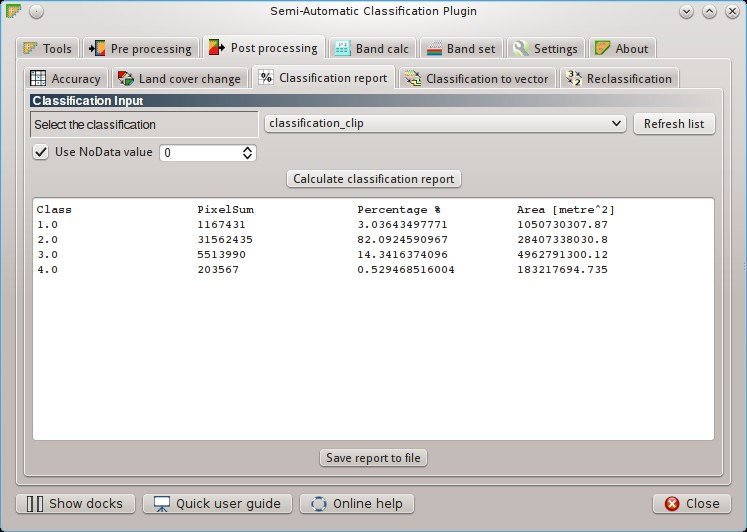 Semi-Automatic Classification Plugin
Tools Pre processing Post processing Band calc Band set Settings About
Accuracy Land cover change Classification report Classification to vector Reclassification
Classification Input
Select the classification classification_clip Refresh list
Use NoData value 0
Calculate classification report
Class PixelSum Percentage % Area [metre^2]
1.0 1167431 3.03643497771 1050730307.87
2.0 31562435 82.0924590967 28407338030.8
3.0 5513990 14.3416374096 4962791300.12
4.0 203567 0.529468516004 183217694.735
Save report to file
Show docks Quick user guide Online help Close